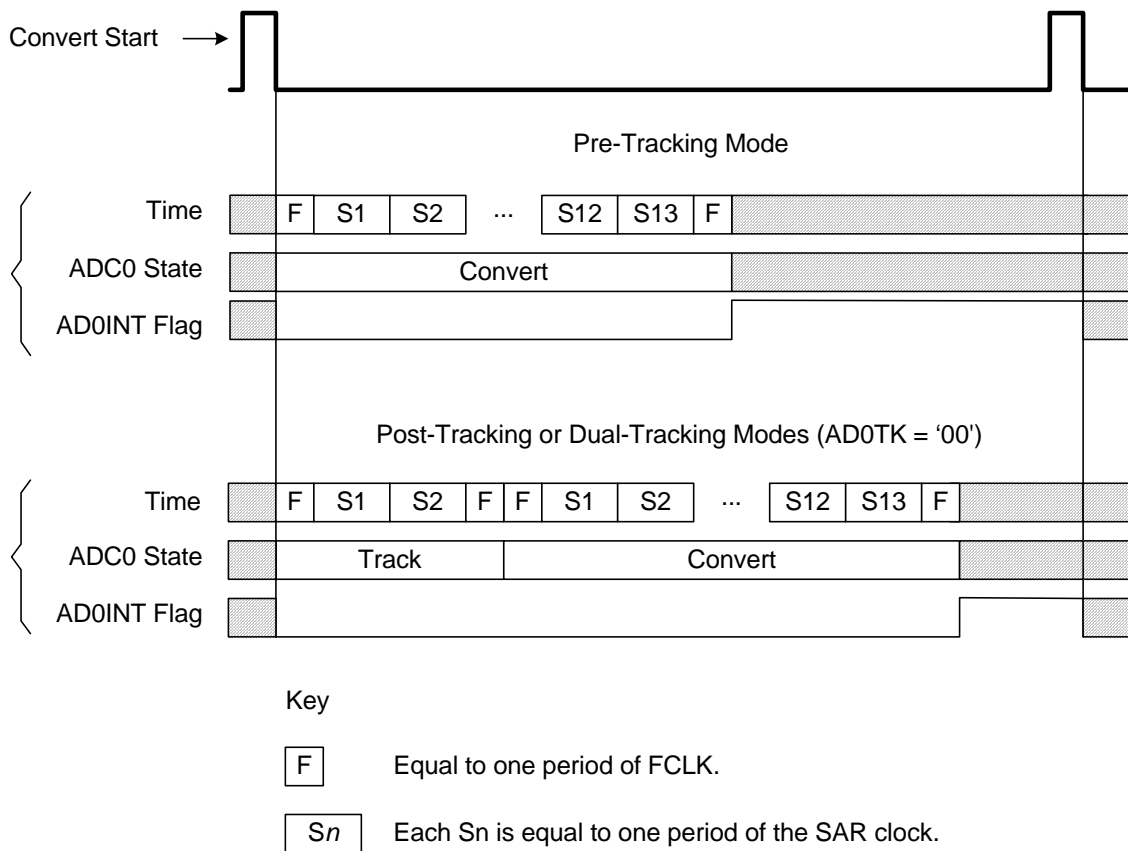 Convert Start
Pre-Tracking Mode
Time F S1 S2 ... S12 S13 F
ADC0 State Convert
AD0INT Flag
Post-Tracking or Dual-Tracking Modes (AD0TK = ‘00')
Time F S1 S2 F F S1 S2 ... S12 S13 F
ADC0 State Track Convert
AD0INT Flag
Key
F Equal to one period of FCLK.
Sn Each Sn is equal to one period of the SAR clock.